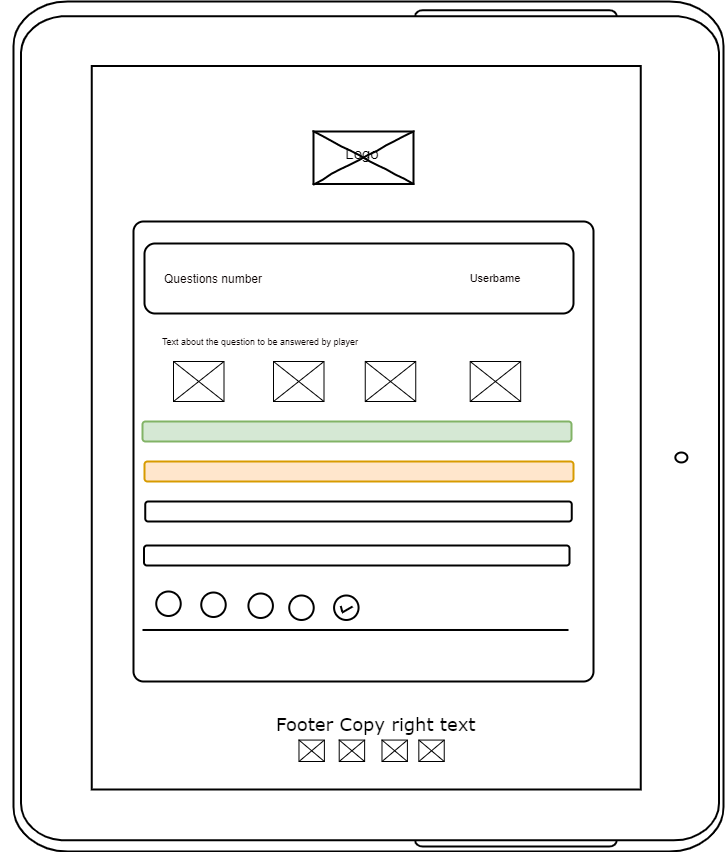 Logo
Questions number
Userbame
Text about the question to be answered by player
Footer Copy right text